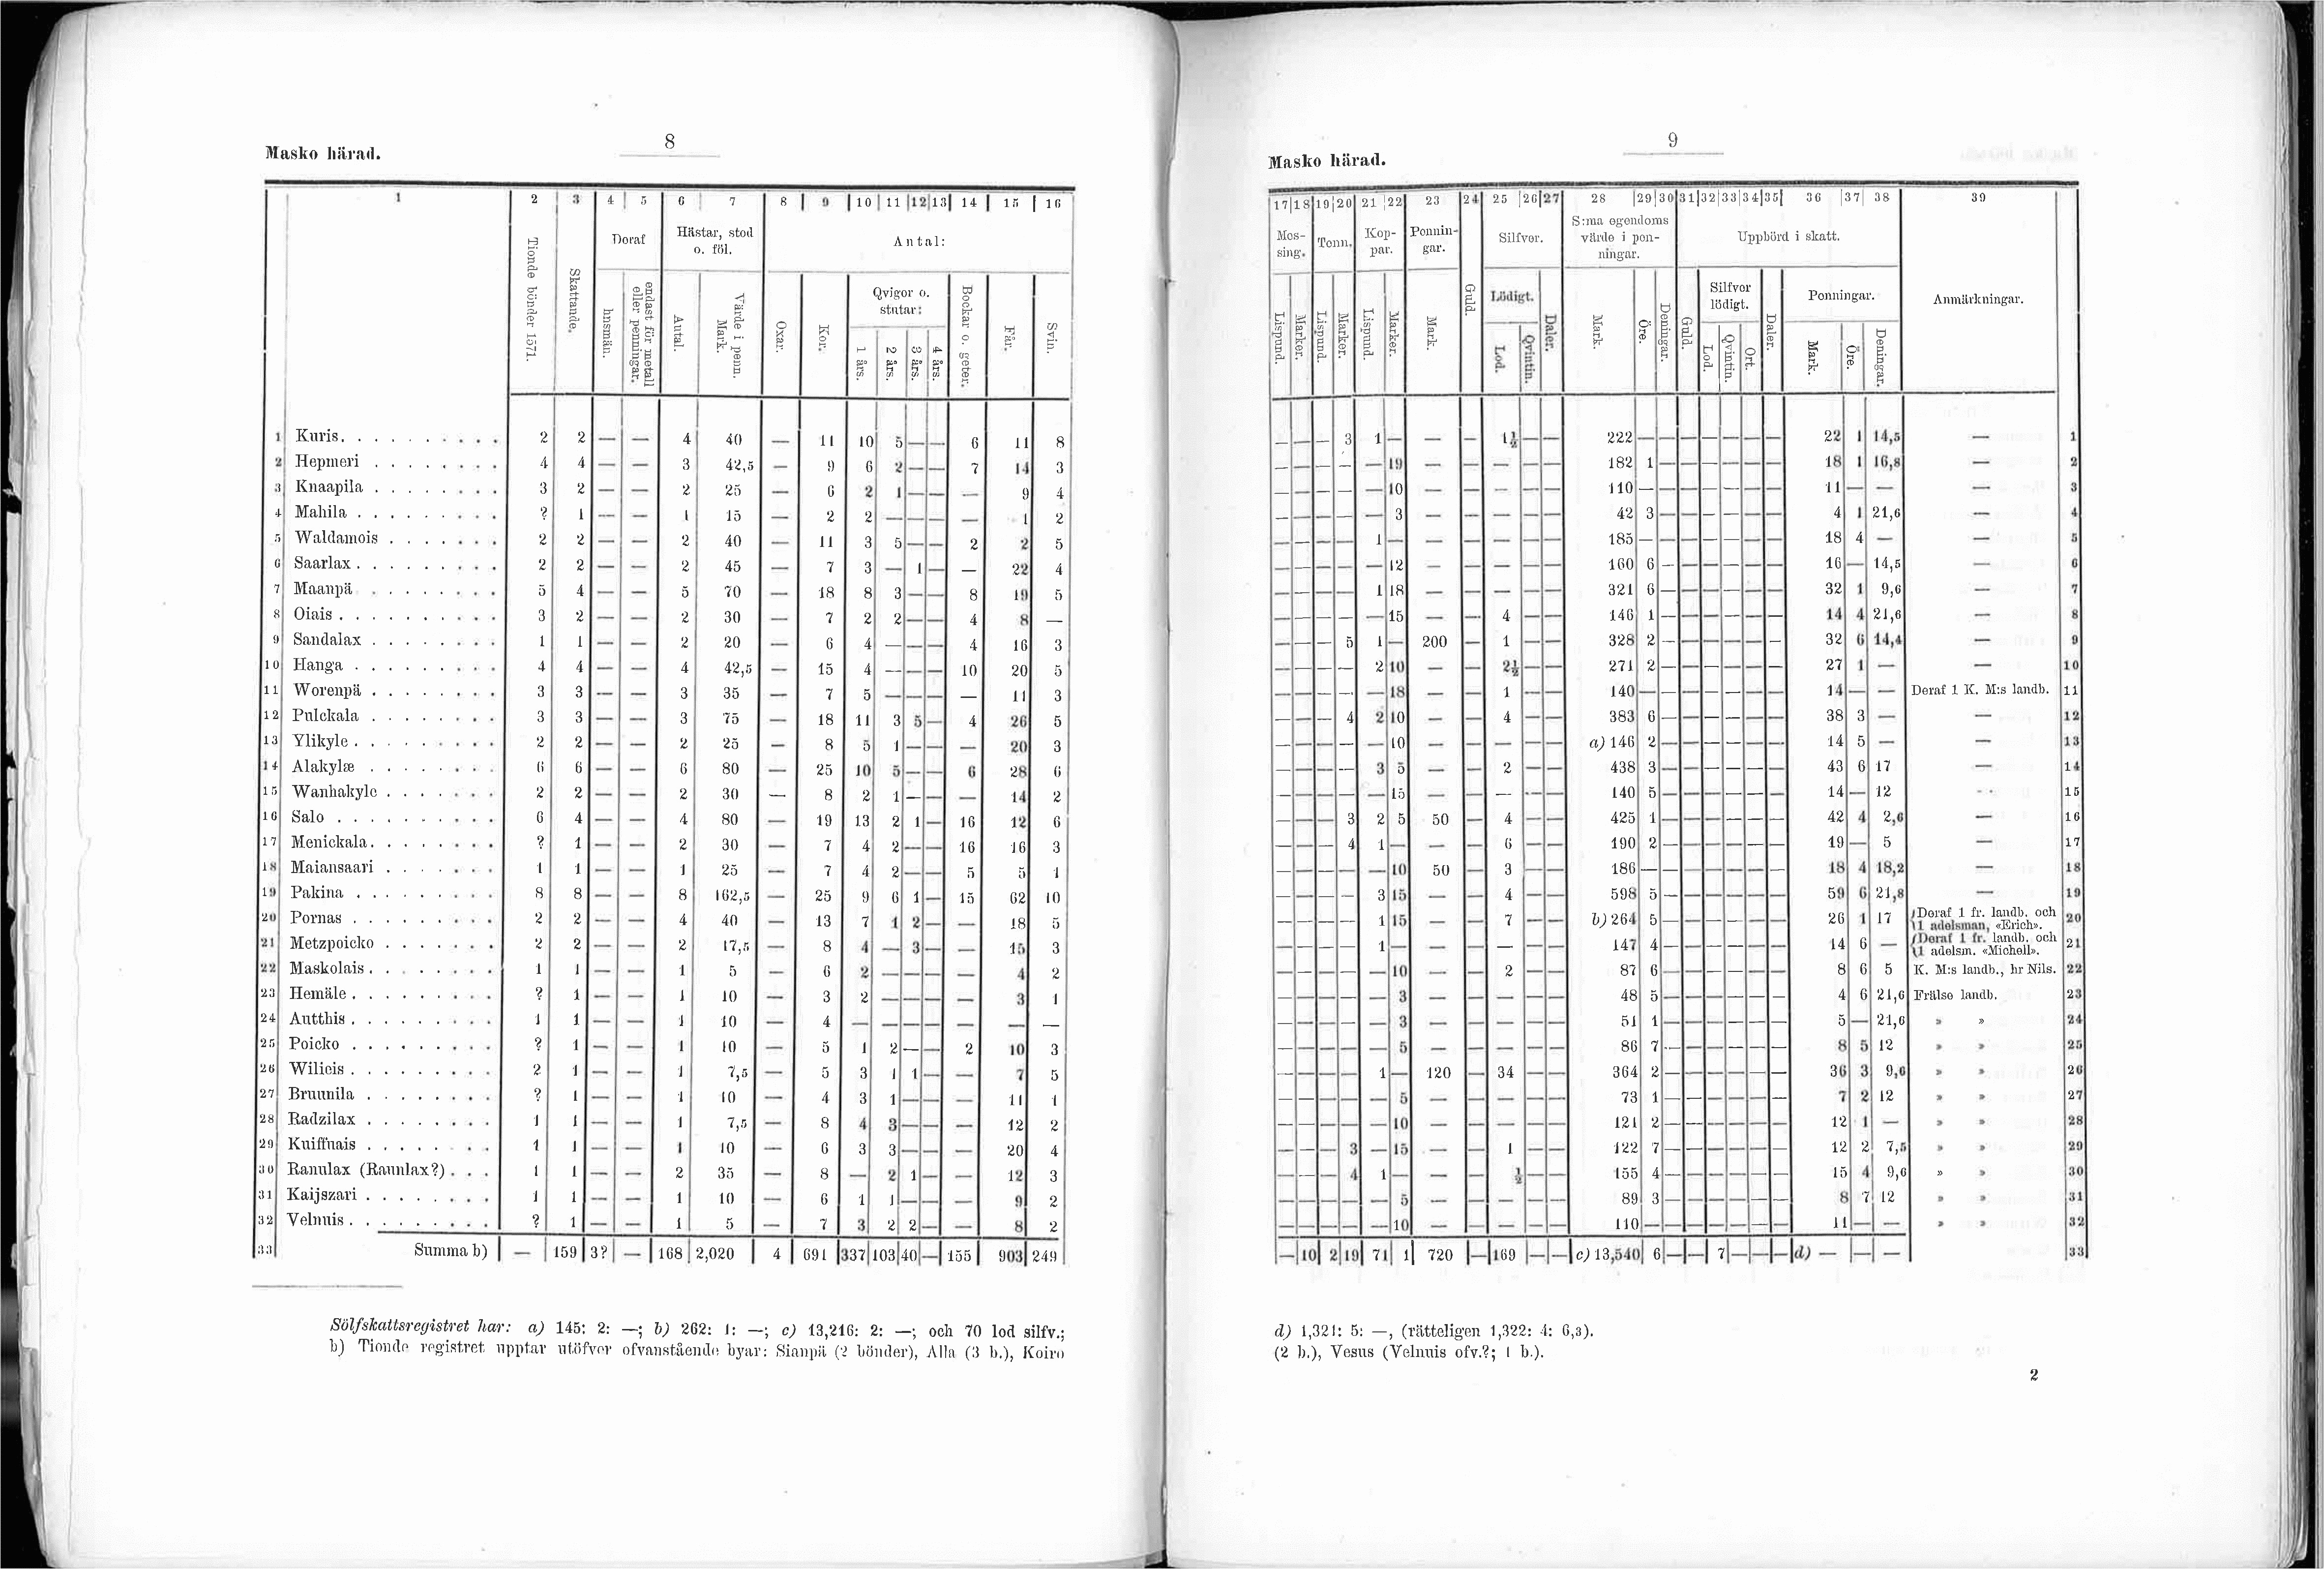 Masko härad.
8
1 2 3 4 5 6 7 8 9 10 11 12 13 14 15 16
Tionde bönder 1571.
Skattande.
Deraf
länsmän.
endast för metall eller penningar.
Hästar, stod o. föl.
Antal.
Värde i penn. Mark.
Antal:
Oxar.
Kor.
Qvigor o. stutar:
1 års.
2 års.
3 års.
4 års.
Bockar o. geter.
Får.
Svin.
1 Kuris. 2 2 — — 4 40 — 11 10 5 — — 6 11 8
2 Hepmeri 4 4 — — 3 42,5 — 9 6 2 — — 7 14 3
3 Knaapila 3 2 — — 2 25 — 6 2 1 — — — 9 4
4 Mahila ? 1 — — 1 15 — 2 2 — — — — 1 2
5 Waldamois 2 2 — — 2 40 — 11 3 5 — — 2 2 5
6 Saarlax 2 2 — — 2 45 — 7 3 — 1 — — 22 4
7 Maanpä 5 4 — — 5 70 — 18 8 3 — — 8 19 5
8 Oiais 3 2 — — 2 30 — 7 2 2 — — 4 8 —
9 Sandalax 1 1 — — 2 20 — 6 4 — — — 4 16 3
10 Hanga 4 4 — — 4 42,5 — 15 4 — — — 10 20 5
11 Worenpä 3 3 — — 3 35 — 7 5 — — — — 11 3
12 Pulckala 3 3 — — 3 75 — 18 11 3 5 — 4 26 5
13 Ylikyle 2 2 — — 2 25 — 8 5 1 — — — 20 3
14 Alakylæ 6 6 — — 6 80 — 25 10 5 — — 6 28 6
15 Wanhakyle 2 2 — — 2 30 — 8 2 1 — — — 14 2
16 Salo 6 4 — — 4 80 — 19 13 2 1 — 16 12 6
17 Menickala ? 1 — — 2 30 — 7 4 2 — — 16 16 3
18 Maiansaari 1 1 — — 1 25 — 7 4 2 — — 5 5 1
19 Pakina 8 8 — — 8 162,5 — 25 9 6 1 — 15 62 10
20 Pornas 2 2 — — 4 40 — 13 7 1 2 — — 18 5
21 Metzpoicko 2 2 — — 2 17,5 — 8 4 — 3 — — 15 3
22 Maskolais 1 1 — — 1 5 — 6 2 — — — — 4 2
23 Hemäle ? 1 — — 1 10 — 3 2 — — — — 3 1
24 Autthis 1 1 — — 1 10 — 4 — — — — — — —
25 Poicko ? 1 — — 1 10 — 5 1 2 — — 2 10 3
26 Wilieis 2 1 — — 1 7,5 — 5 3 1 1 — — 7 5
27 Bruunila ? 1 — — 1 10 — 4 3 1 — — — 11 1
28 Radzilax 1 1 — — 1 7,5 — 8 4 3 — — — 12 2
29 Kuiffnais 1 1 — — 1 10 — 6 3 3 — — — 20 4
30 Ranulax (Raunlax?) 1 1 — — 2 35 — 8 — 2 1 — — 12 3
31 Kaijszari 1 1 — — 1 10 — 6 1 1 — — — 9 2
32 Velnuis ? 1 — — 1 5 — 7 3 2 2 — — 8 2
33 Summa b) — 159 3? — 168 2,020 4 691 337 103 40 — 155 903 249
Sölfskattsregistret har: a) 145: 2: —; b) 262: 1: —; c) 13,216: 2: —; och 70 lod silfv.;
b) Tionde registret upptar utöfver ofvanstående byar: Sianpä (2 bönder), Alla (3 b.), Koiro
Masko härad.
9
17 18 19 20 21 22 23 24 25 26 27 28 29 30 31 32 33 34 35 36 37 38 39
Messing.
Tenn.
Koppar.
Penningar.
Guld.
Silfver.
S:ma egendoms värde i penningar.
Uppbörd i skatt.
Anmärkningar.
Lispund. Marker. Lispund. Marker. Lispund. Marker. Mark.
Lödigt.
Lod. Qvintin. Daler.
Mark. Öre. Deningar.
Guld.
Silfver lödigt.
Lod. Qvintin. Ort. Daler.
Penningar.
Mark. Öre. Deningar.
— — — 3 1 — — — 1½ — — 222 — — — — — — — 22 1 14,5 — 1
— — — — — 19 — — — — — 182 1 — — — — — — 18 1 16,8 — 2
— — — — — 10 — — — — — 110 — — — — — — — 11 — — — 3
— — — — — 3 — — — — — 42 3 — — — — — — 4 1 21,6 — 4
— — — — 1 — — — — — — 185 — — — — — — — 18 4 — — 5
— — — — — 12 — — — — — 160 6 — — — — — — 16 — 14,5 — 6
— — — — 1 18 — — — — — 321 6 — — — — — — 32 1 9,6 — 7
— — — — — 15 — — 4 — — 146 1 — — — — — — 14 4 21,6 — 8
— — — 5 1 — 200 — 1 — — 328 2 — — — — — — 32 6 14,4 — 9
— — — — 2 10 — — 2½ — — 271 2 — — — — — — 27 1 — — 10
— — — — — 18 — — 1 — — 140 — — — — — — — 14 — — Deraf 1 K. M:s landb. 11
— — — 4 2 10 — — 4 — — 383 6 — — — — — — 38 3 — — 12
— — — — — 10 — — — — — a) 146 2 — — — — — — 14 5 — — 13
— — — — 3 5 — — 2 — — 438 3 — — — — — — 43 6 17 — 14
— — — — — 15 — — — — — 140 5 — — — — — — 14 — 12 — 15
— — — 3 2 5 50 — 4 — — 425 1 — — — — — — 42 4 2,6 — 16
— — — 4 1 — — — 6 — — 190 2 — — — — — — 19 — 5 — 17
— — — — — 10 50 — 3 — — 186 — — — — — — — 18 4 18,2 — 18
— — — — 3 15 — — 4 — — 598 5 — — — — — — 59 6 21,8 — 19
— — — — 1 15 — — 7 — — b) 264 5 — — — — — — 26 1 17 Deraf 1 fr. landb. och 1 adelsman, «Erich». 20
— — — — 1 — — — — — — 147 4 — — — — — — 14 6 — Deraf 1 fr. landb. och 1 adelsm. «Michell». 21
— — — — — 10 — — 2 — — 87 6 — — — — — — 8 6 5 K. M:s landb., hr Nils. 22
— — — — — 3 — — — — — 48 5 — — — — — — 4 6 21,6 Frälse landb. 23
— — — — — 3 — — — — — 51 1 — — — — — — 5 — 21,6 » » 24
— — — — — 5 — — — — — 86 7 — — — — — — 8 5 12 » » 25
— — — — 1 — 120 — 34 — — 364 2 — — — — — — 36 3 9,6 » » 26
— — — — — 5 — — — — — 73 1 — — — — — — 7 2 12 » » 27
— — — — — 10 — — — — — 121 2 — — — — — — 12 1 — » » 28
— — — 3 — 15 — — 1 — — 122 7 — — — — — — 12 2 7,5 » » 29
— — — 4 1 — — — ½ — — 155 4 — — — — — — 15 4 9,6 » » 30
— — — — — 5 — — — — — 89 3 — — — — — — 8 7 12 » » 31
— — — — — 10 — — — — — 110 — — — — — — — 11 — — » » 32
— 10 2 19 71 1 720 — 169 — — c) 13,540 6 — — 7 — — — d) — — — 33
d) 1,321: 5: —, (rätteligen 1,322: 4: 6,3).
(2 b.), Vesus (Velnuis ofv.?; 1 b.).
2